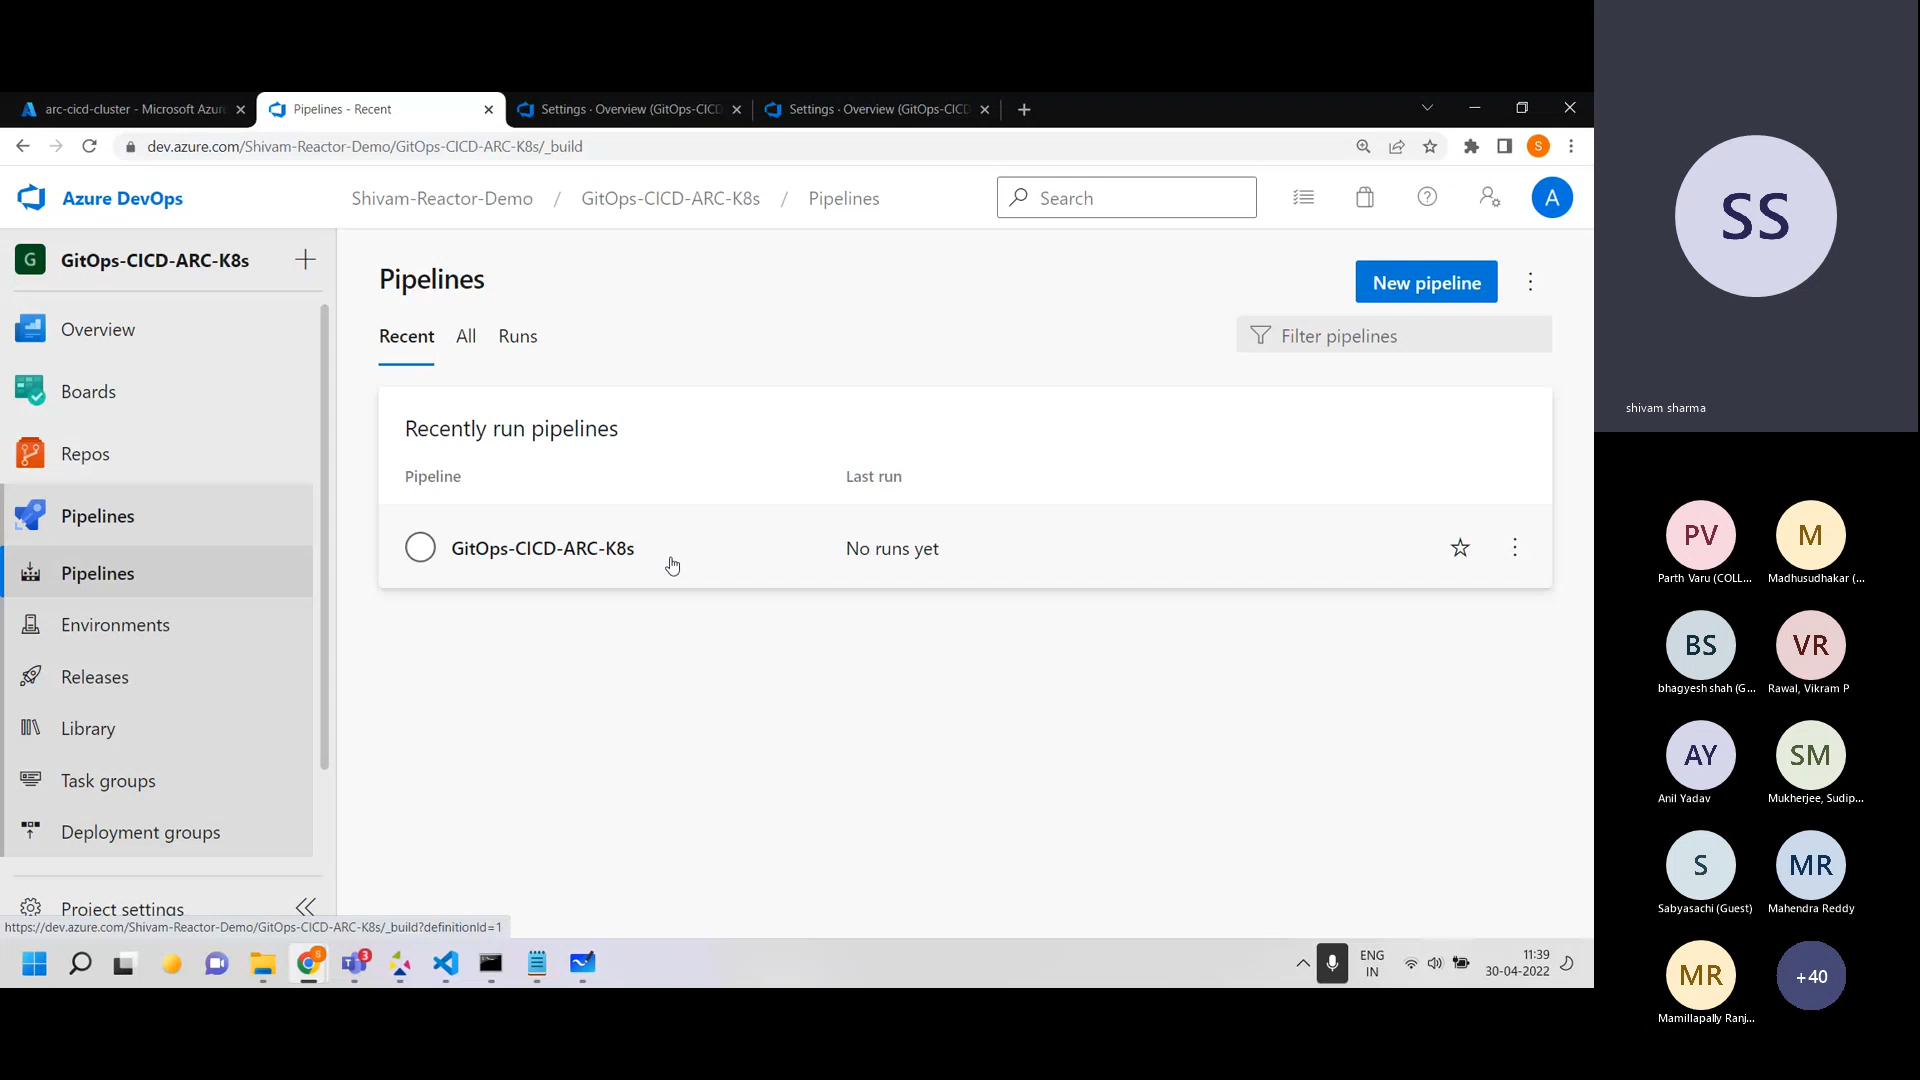 arc-cicd-cluster - Microsoft Azur
Pipelines - Recent
Settings · Overview (GitOps-CICD
Settings · Overview (GitOps-CICD
dev.azure.com/Shivam-Reactor-Demo/GitOps-CICD-ARC-K8s/_build
S
Azure DevOps
Shivam-Reactor-Demo / GitOps-CICD-ARC-K8s / Pipelines
Search
A
G
GitOps-CICD-ARC-K8s
Overview
Boards
Repos
Pipelines
Pipelines
Environments
Releases
Library
Task groups
Deployment groups
Project settings
Pipelines
New pipeline
Recent All Runs
Filter pipelines
Recently run pipelines
Pipeline Last run
GitOps-CICD-ARC-K8s No runs yet
https://dev.azure.com/Shivam-Reactor-Demo/GitOps-CICD-ARC-K8s/_build?definitionId=1
S
3
ENG
IN
11:39
30-04-2022
SS
shivam sharma
PV
Parth Varu (COLL...
M
Madhusudhakar (...
BS
bhagyesh shah (G...
VR
Rawal, Vikram P
AY
Anil Yadav
SM
Mukherjee, Sudip...
S
Sabyasachi (Guest)
MR
Mahendra Reddy
MR
Mamillapally Ranj...
+40